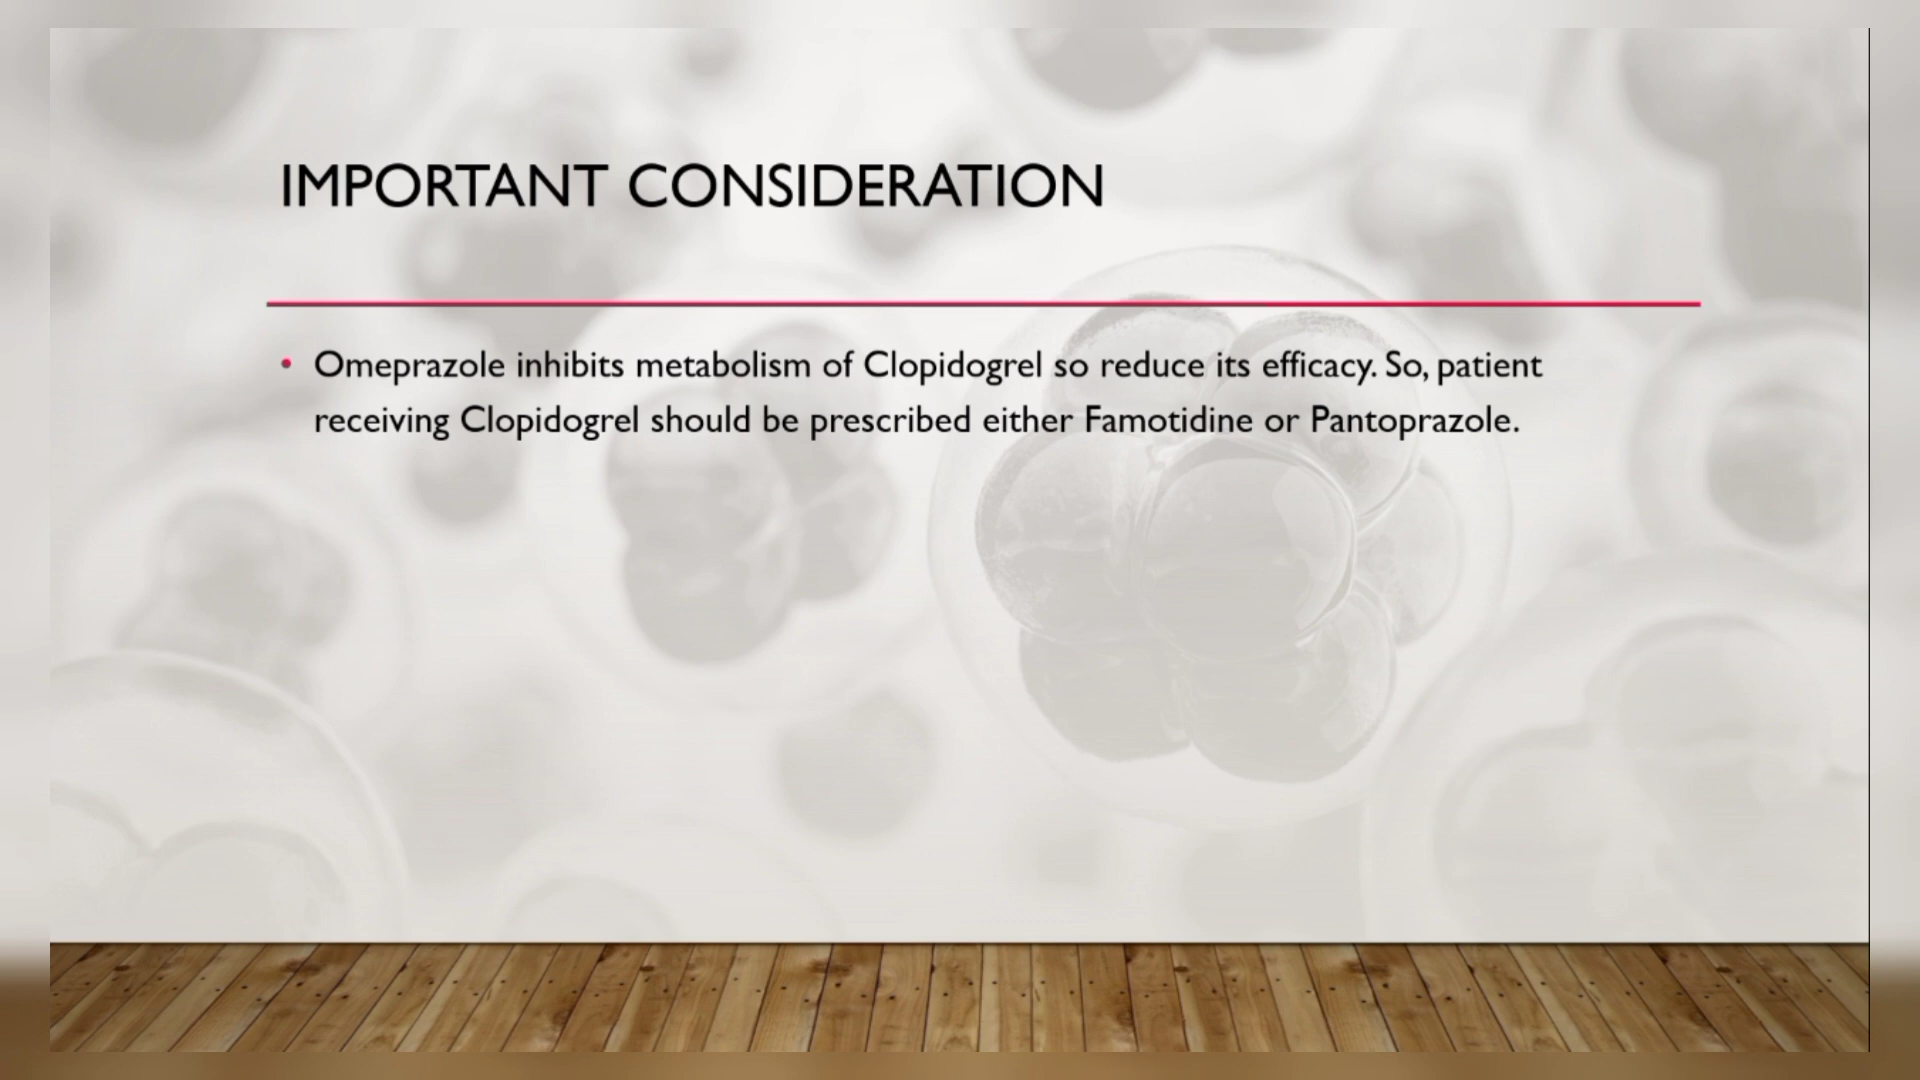 IMPORTANT CONSIDERATION
• Omeprazole inhibits metabolism of Clopidogrel so reduce its efficacy. So, patient
receiving Clopidogrel should be prescribed either Famotidine or Pantoprazole.